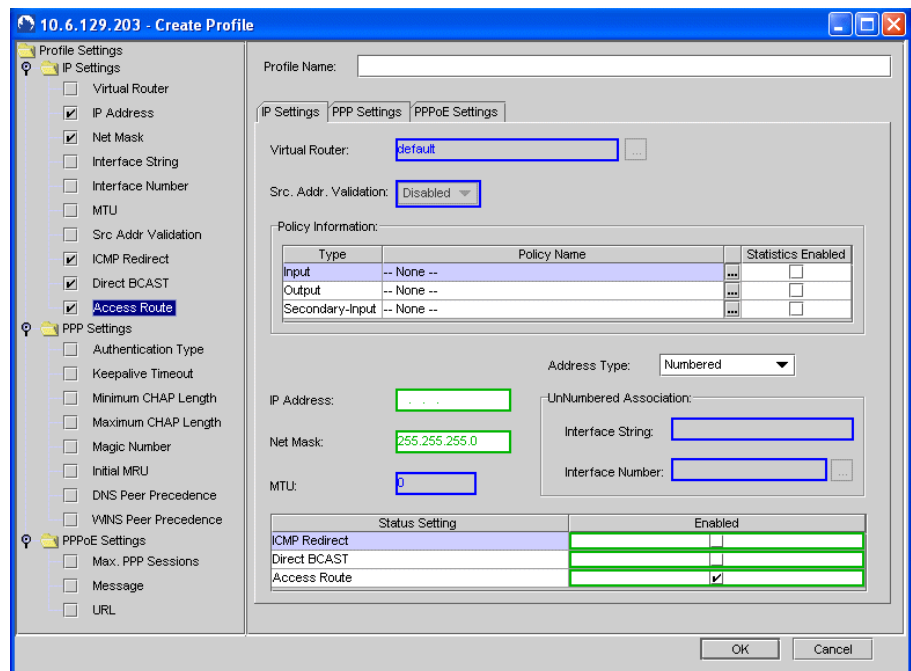 10.6.129.203 - Create Profile
Profile Settings
IP Settings
Virtual Router
IP Address
Net Mask
Interface String
Interface Number
MTU
Src Addr Validation
ICMP Redirect
Direct BCAST
Access Route
PPP Settings
Authentication Type
Keepalive Timeout
Minimum CHAP Length
Maximum CHAP Length
Magic Number
Initial MRU
DNS Peer Precedence
WINS Peer Precedence
PPPoE Settings
Max. PPP Sessions
Message
URL
Profile Name:
IP Settings PPP Settings PPPoE Settings
Virtual Router: default ...
Src. Addr. Validation: Disabled
Policy Information:
Type Policy Name Statistics Enabled
Input -- None -- ...
Output -- None -- ...
Secondary-Input -- None -- ...
Address Type: Numbered
IP Address: . . .
Net Mask: 255.255.255.0
MTU: 0
UnNumbered Association:
Interface String:
Interface Number: ...
Status Setting Enabled
ICMP Redirect
Direct BCAST
Access Route
OK Cancel